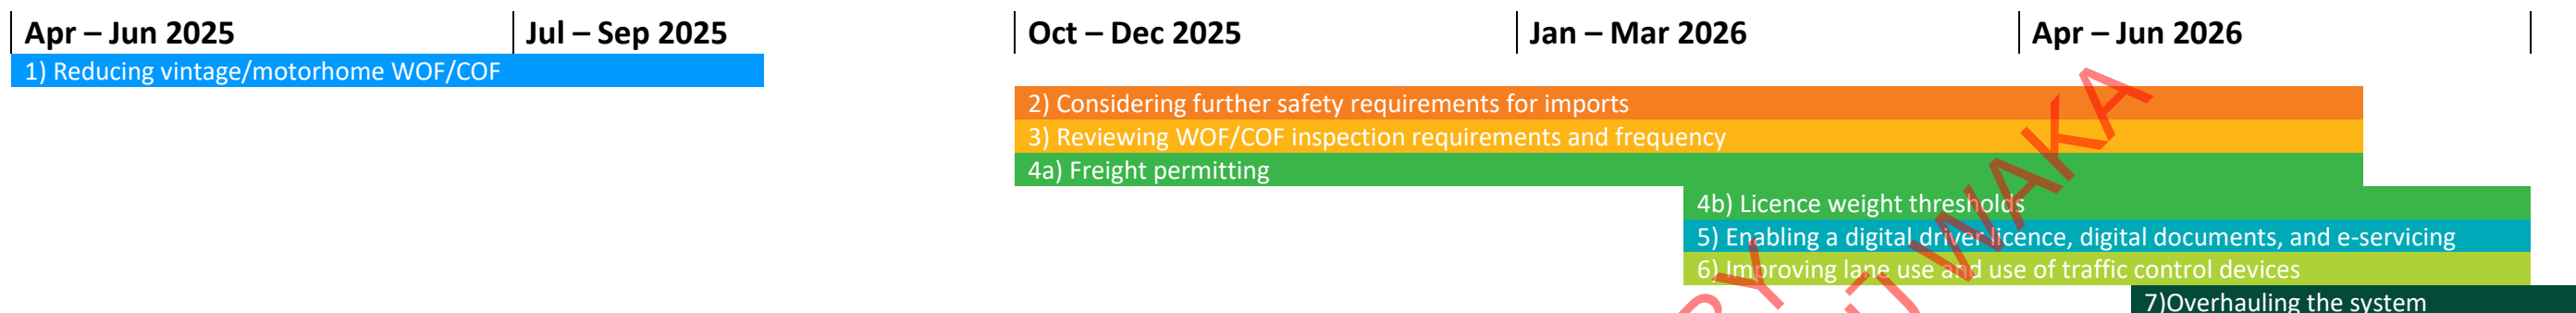 Apr – Jun 2025
Jul – Sep 2025
Oct – Dec 2025
Jan – Mar 2026
Apr – Jun 2026
1) Reducing vintage/motorhome WOF/COF
2) Considering further safety requirements for imports
3) Reviewing WOF/COF inspection requirements and frequency
4a) Freight permitting
4b) Licence weight thresholds
5) Enabling a digital driver licence, digital documents, and e-servicing
6) Improving lane use and use of traffic control devices
7)Overhauling the system
WAKA